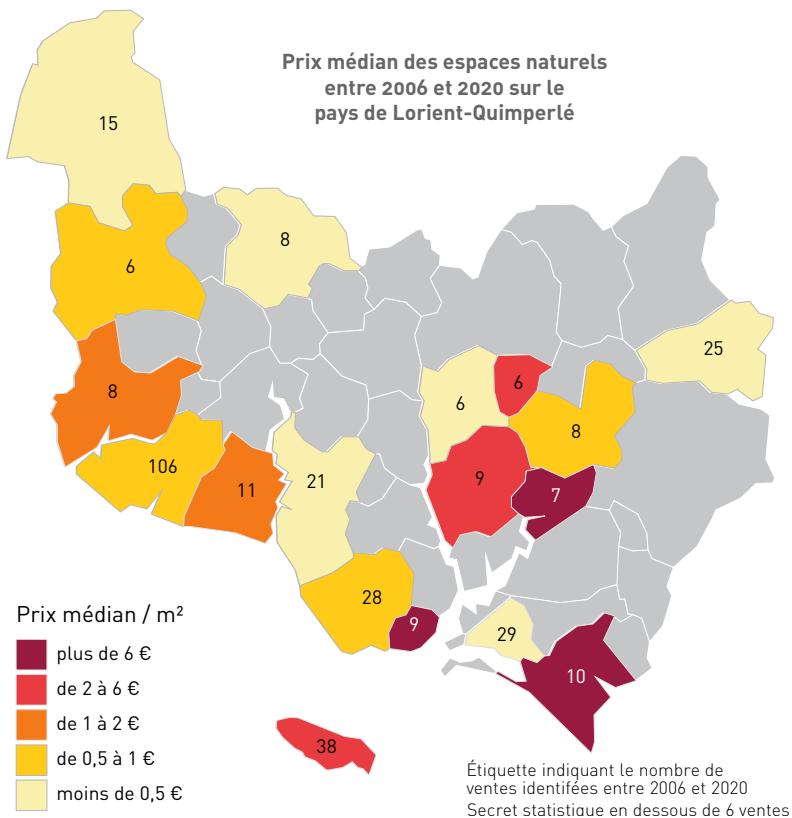 Prix médian des espaces naturels
entre 2006 et 2020 sur le
pays de Lorient-Quimperlé
15
8
6
25
6
8
6
8
106
9
21
11
7
28
9
29
10
38
Prix médian / m²
plus de 6 €
de 2 à 6 €
de 1 à 2 €
de 0,5 à 1 €
moins de 0,5 €
Étiquette indiquant le nombre de
ventes identifées entre 2006 et 2020
Secret statistique en dessous de 6 ventes